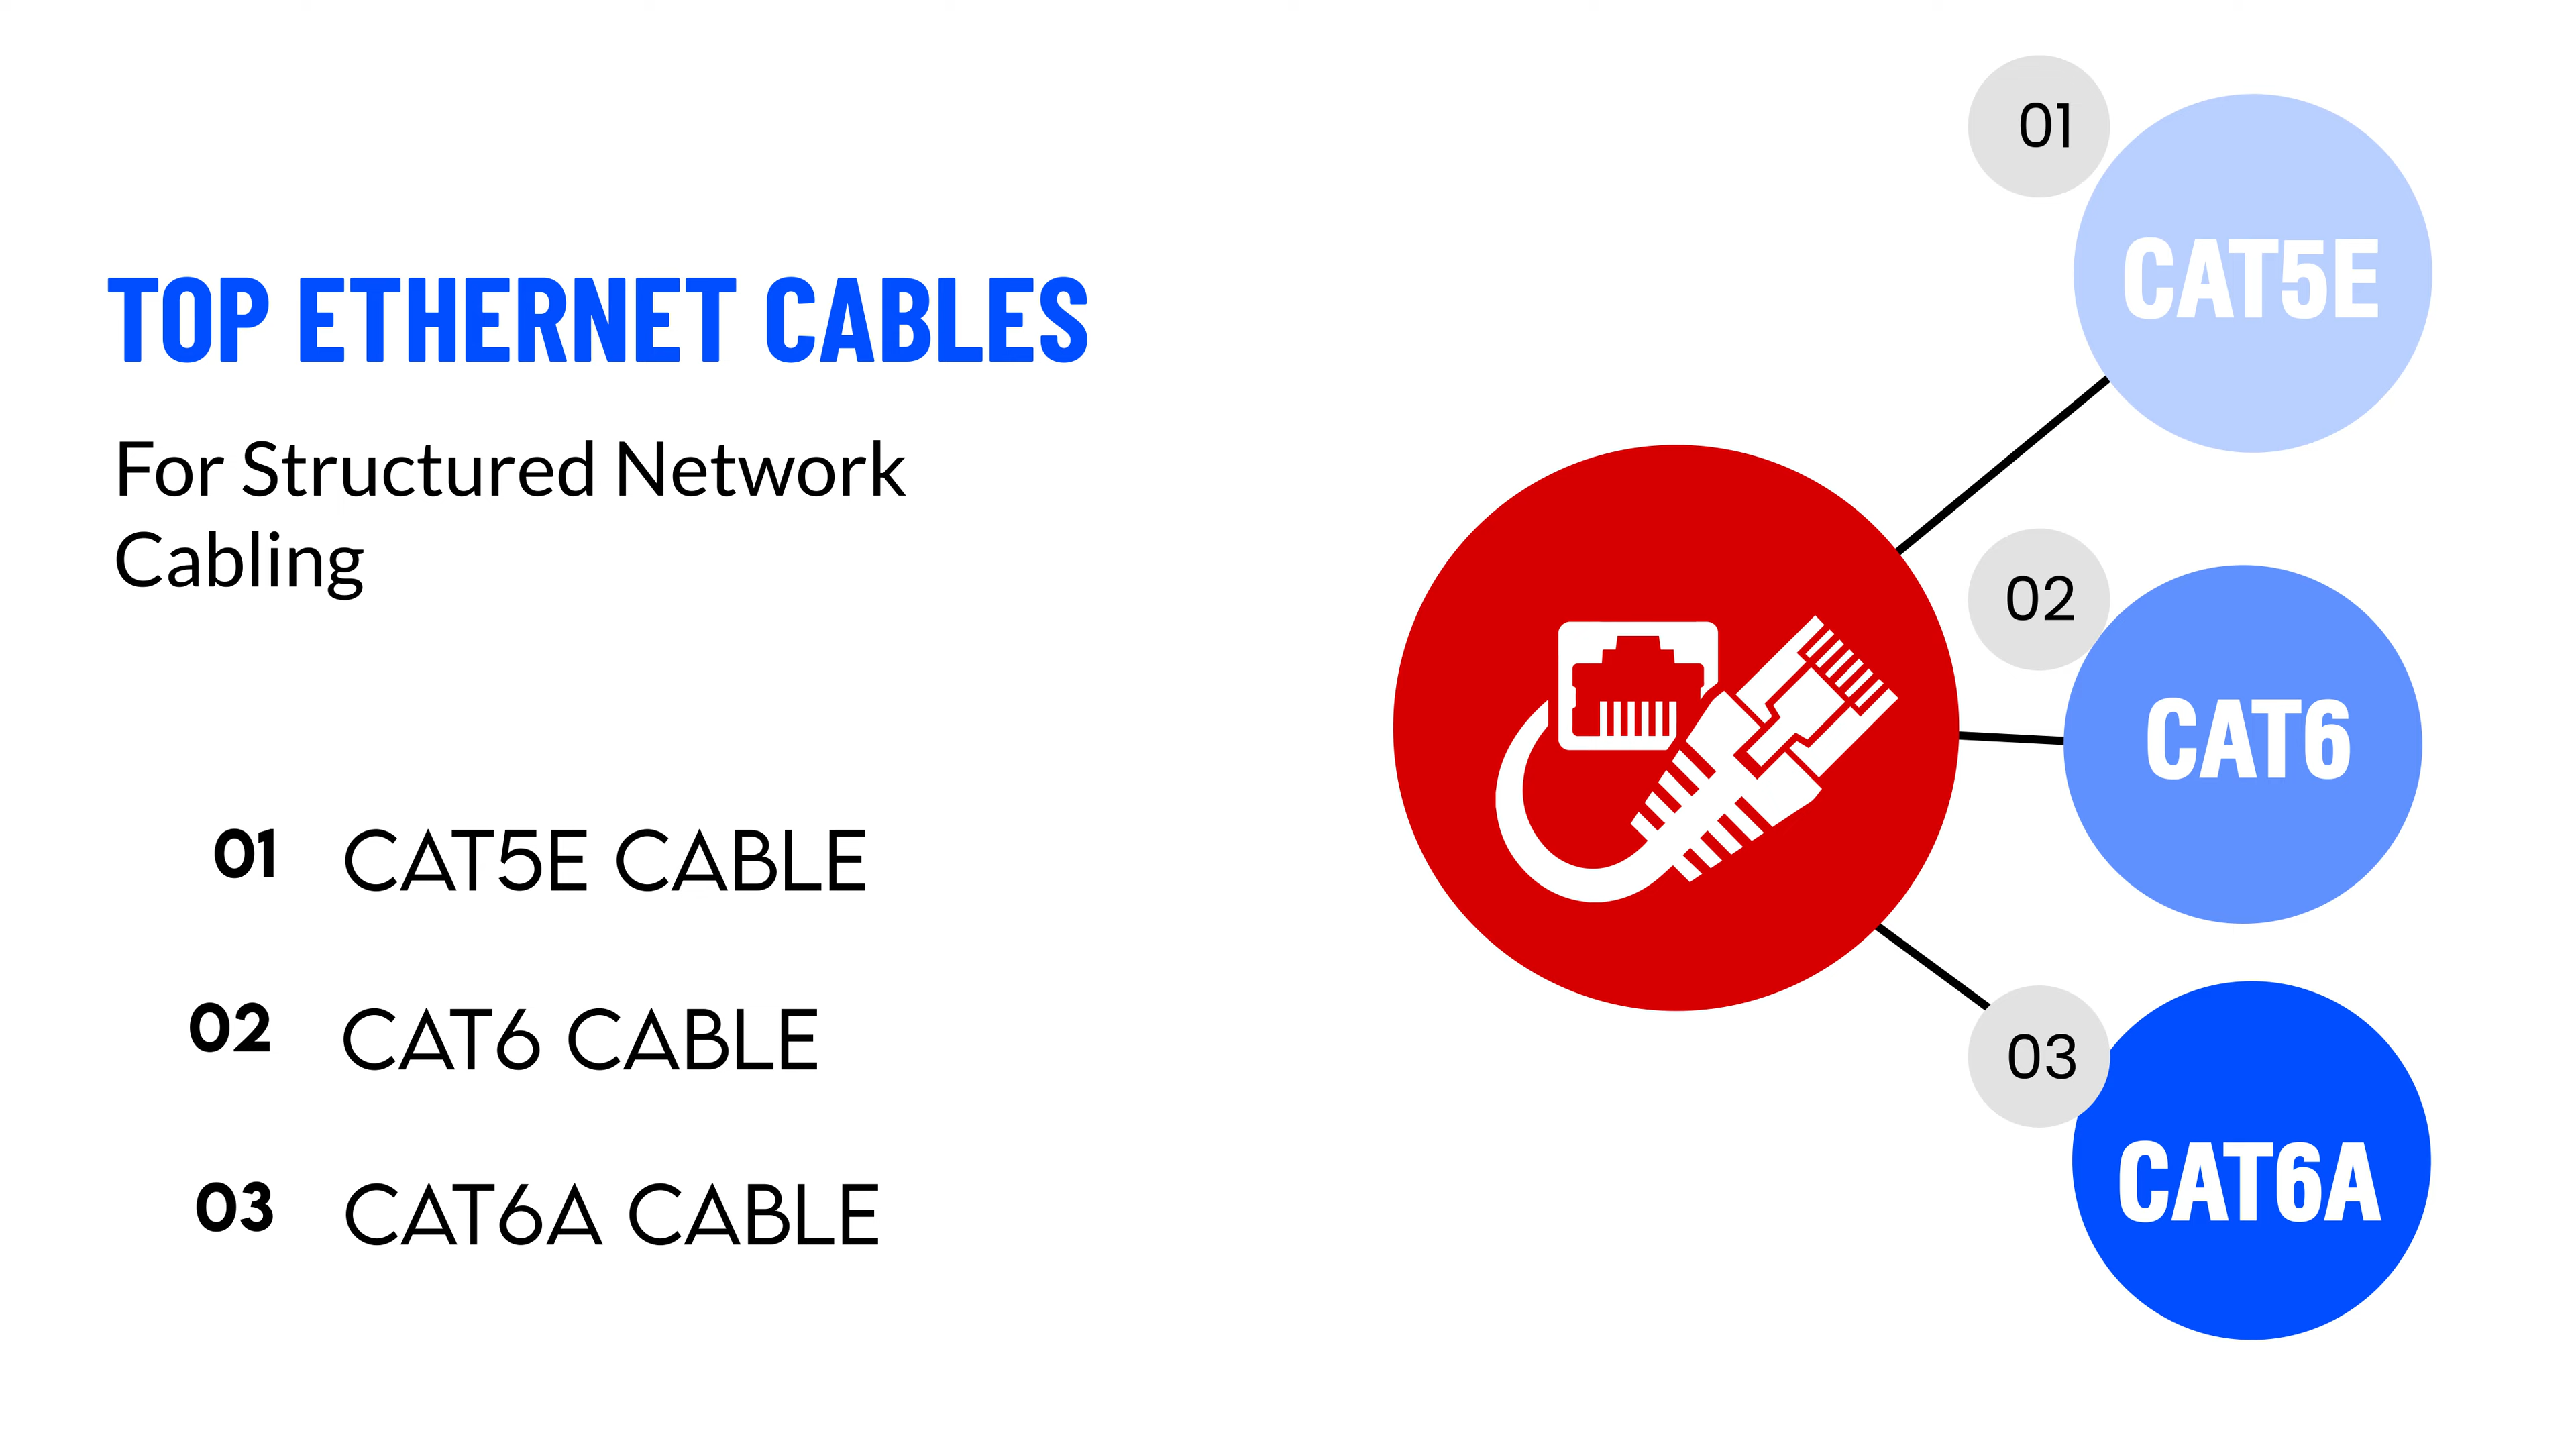 TOP ETHERNET CABLES
For Structured Network
Cabling
01 CAT5E CABLE
02 CAT6 CABLE
03 CAT6A CABLE
01
CAT5E
02
CAT6
03
CAT6A